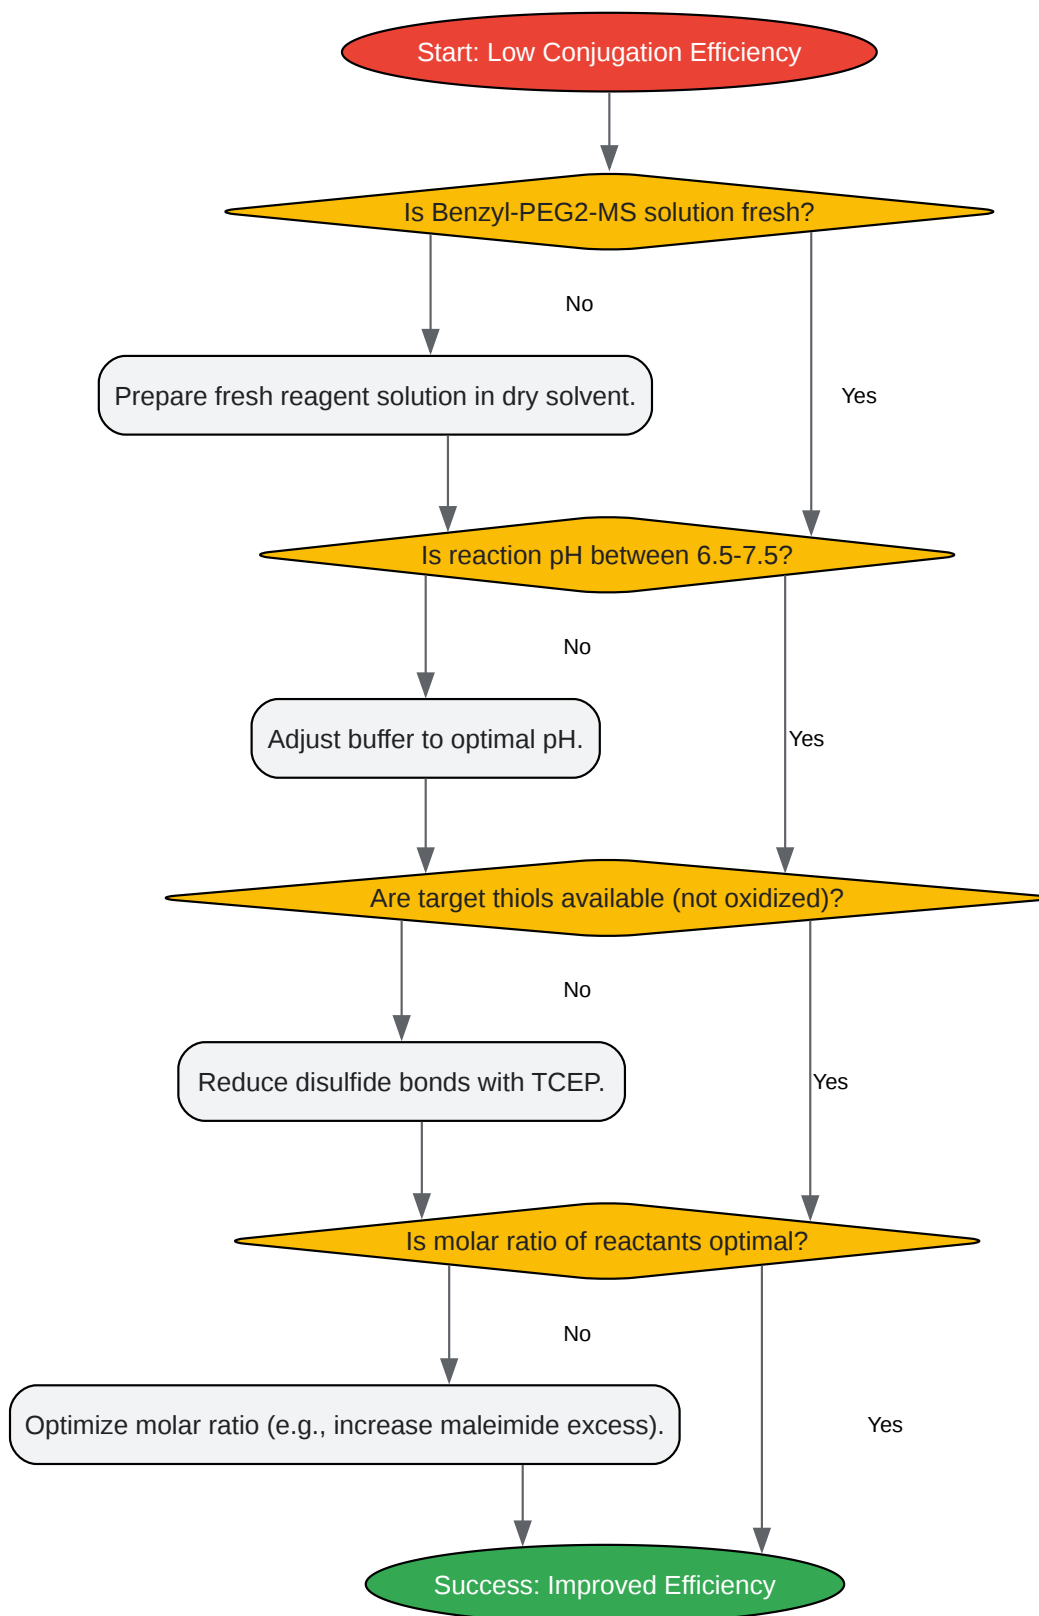 Start: Low Conjugation Efficiency
Is Benzyl-PEG2-MS solution fresh?
No
Prepare fresh reagent solution in dry solvent.
Yes
Is reaction pH between 6.5-7.5?
No
Adjust buffer to optimal pH.
Yes
Are target thiols available (not oxidized)?
No
Reduce disulfide bonds with TCEP.
Yes
Is molar ratio of reactants optimal?
No
Optimize molar ratio (e.g., increase maleimide excess).
Yes
Success: Improved Efficiency